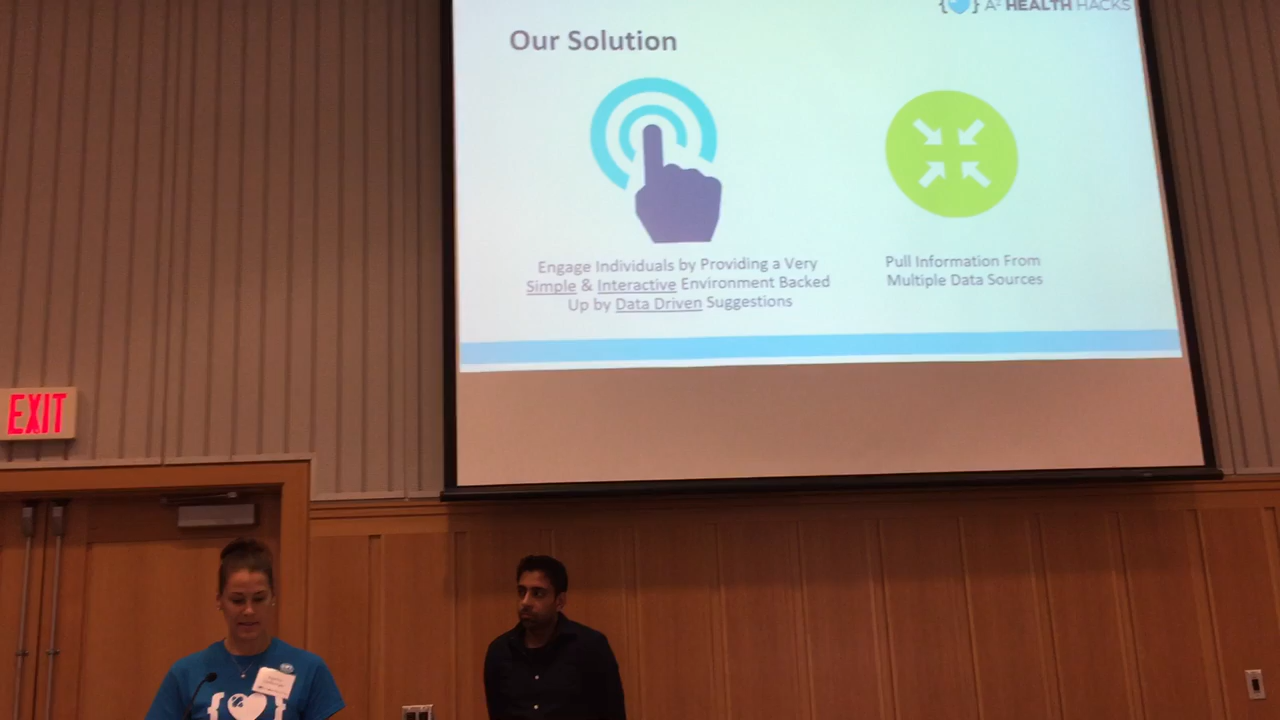 { } A² HEALTH HACKS
Our Solution
Engage Individuals by Providing a Very
Simple & Interactive Environment Backed
Up by Data Driven Suggestions
Pull Information From
Multiple Data Sources
EXIT
{ }